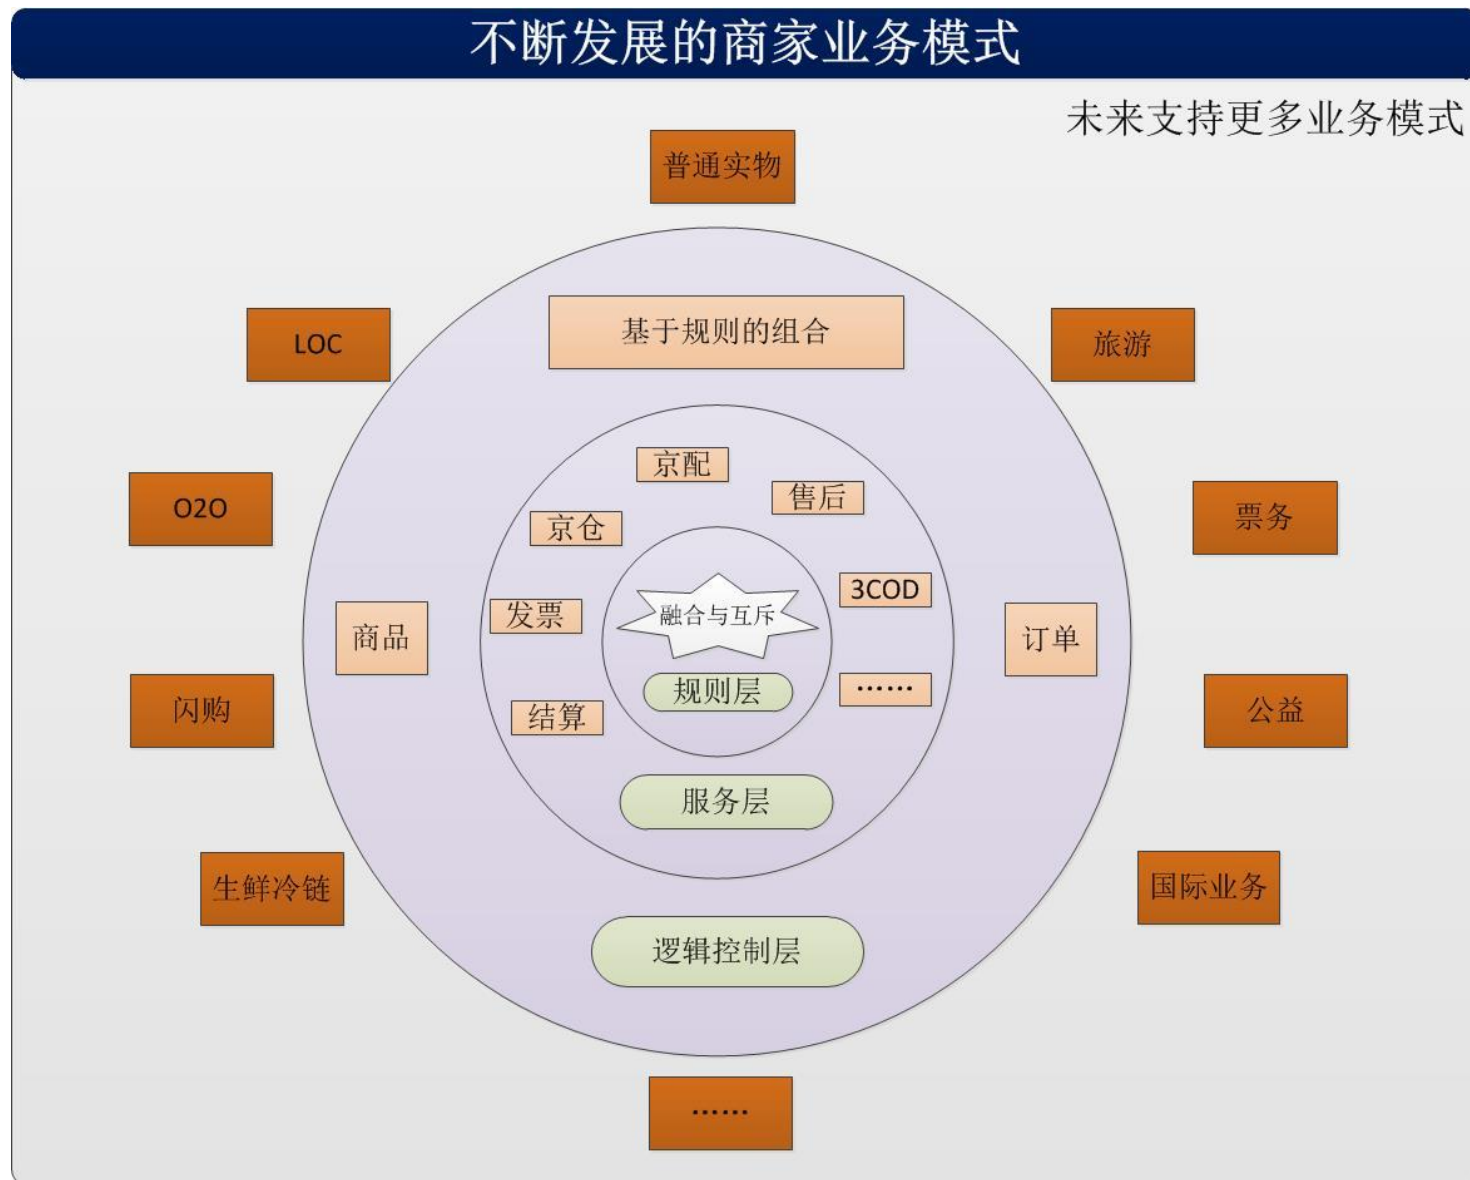 不断发展的商家业务模式
未来支持更多业务模式
普通实物
LOC
基于规则的组合
旅游
京配
售后
O2O
京仓
票务
3COD
发票
融合与互斥
商品
订单
规则层
……
闪购
结算
公益
服务层
生鲜冷链
国际业务
逻辑控制层
……